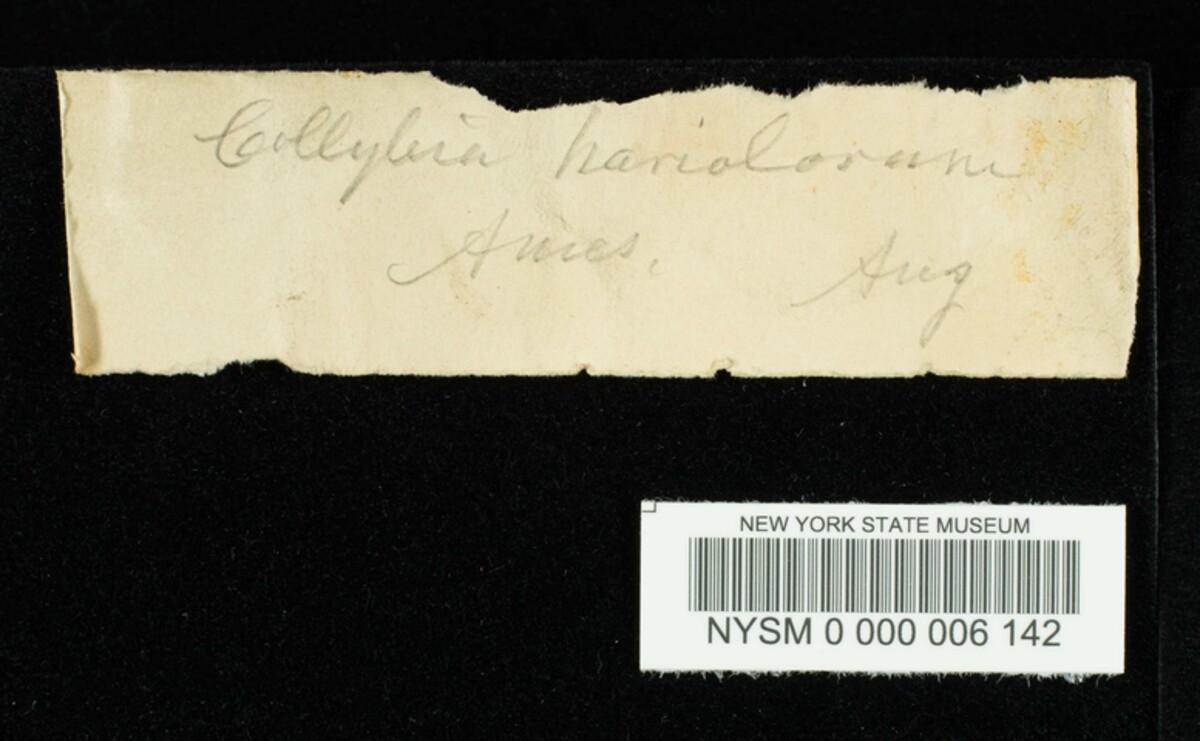 Collybia hariolorum
Ames. Aug
NEW YORK STATE MUSEUM
NYSM 0 000 006 142